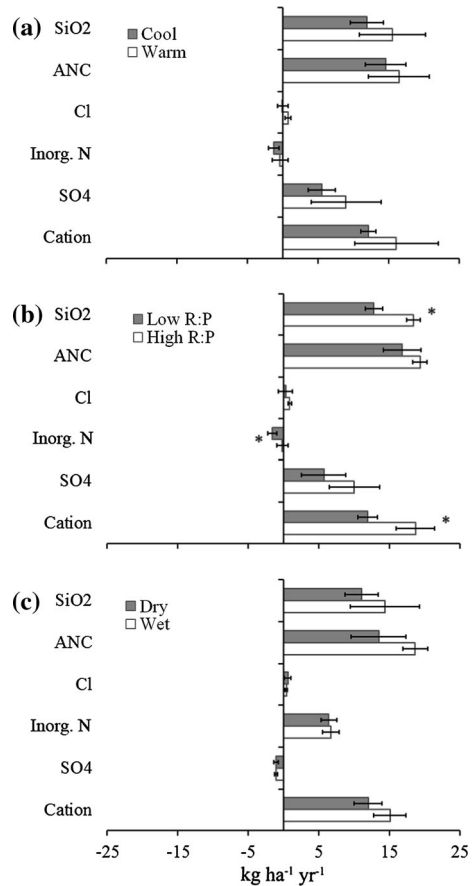 (a)
SiO2
ANC
Cl
Inorg. N
SO4
Cation
Cool
Warm
(b)
SiO2
ANC
Cl
Inorg. N
SO4
Cation
Low R:P
High R:P
*
*
*
(c)
SiO2
ANC
Cl
Inorg. N
SO4
Cation
Dry
Wet
-25 -15 -5 5 15 25
kg ha⁻¹ yr⁻¹